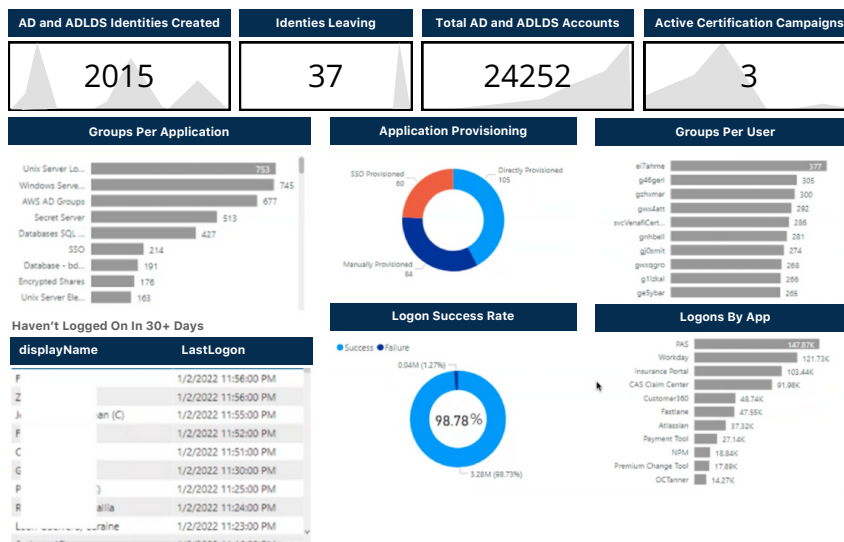 AD and ADLDS Identities Created
2015
Identies Leaving
37
Total AD and ADLDS Accounts
24252
Active Certification Campaigns
3
Groups Per Application
Unix Server Lo... 753
Windows Serve... 745
AWS AD Groups 677
Secret Server 513
Databases SQL ... 427
SSO 214
Database - bd... 191
Encrypted Shares 176
Unix Server Ele... 163
Application Provisioning
SSO Provisioned
60
Directly Provisioned
105
Manually Provisioned
84
Groups Per User
ei7ahme 377
g46geri 305
gzhxmar 300
gwx4att 292
svcVenafiCert... 286
gnhbell 281
gj0smit 274
gwxqgro 268
g1lzkal 266
ge5ybar 265
Haven't Logged On In 30+ Days
displayName LastLogon
F 1/2/2022 11:56:00 PM
Z 1/2/2022 11:56:00 PM
an (C) 1/2/2022 11:55:00 PM
F 1/2/2022 11:52:00 PM
C 1/2/2022 11:51:00 PM
G 1/2/2022 11:30:00 PM
P ) 1/2/2022 11:25:00 PM
R 1/2/2022 11:24:00 PM
1/2/2022 11:23:00 PM
Logon Success Rate
Success Failure
0.04M (1.27%)
98.78%
3.28M (98.73%)
Logons By App
PAS 147.87K
Workday 121.73K
Insurance Portal 103.44K
CAS Claim Center 91.98K
Customer360 48.74K
Fastlane 47.55K
Atlassian 37.32K
Payment Tool 27.14K
NPM 18.84K
Premium Change Tool 17.89K
OCTanner 14.27K